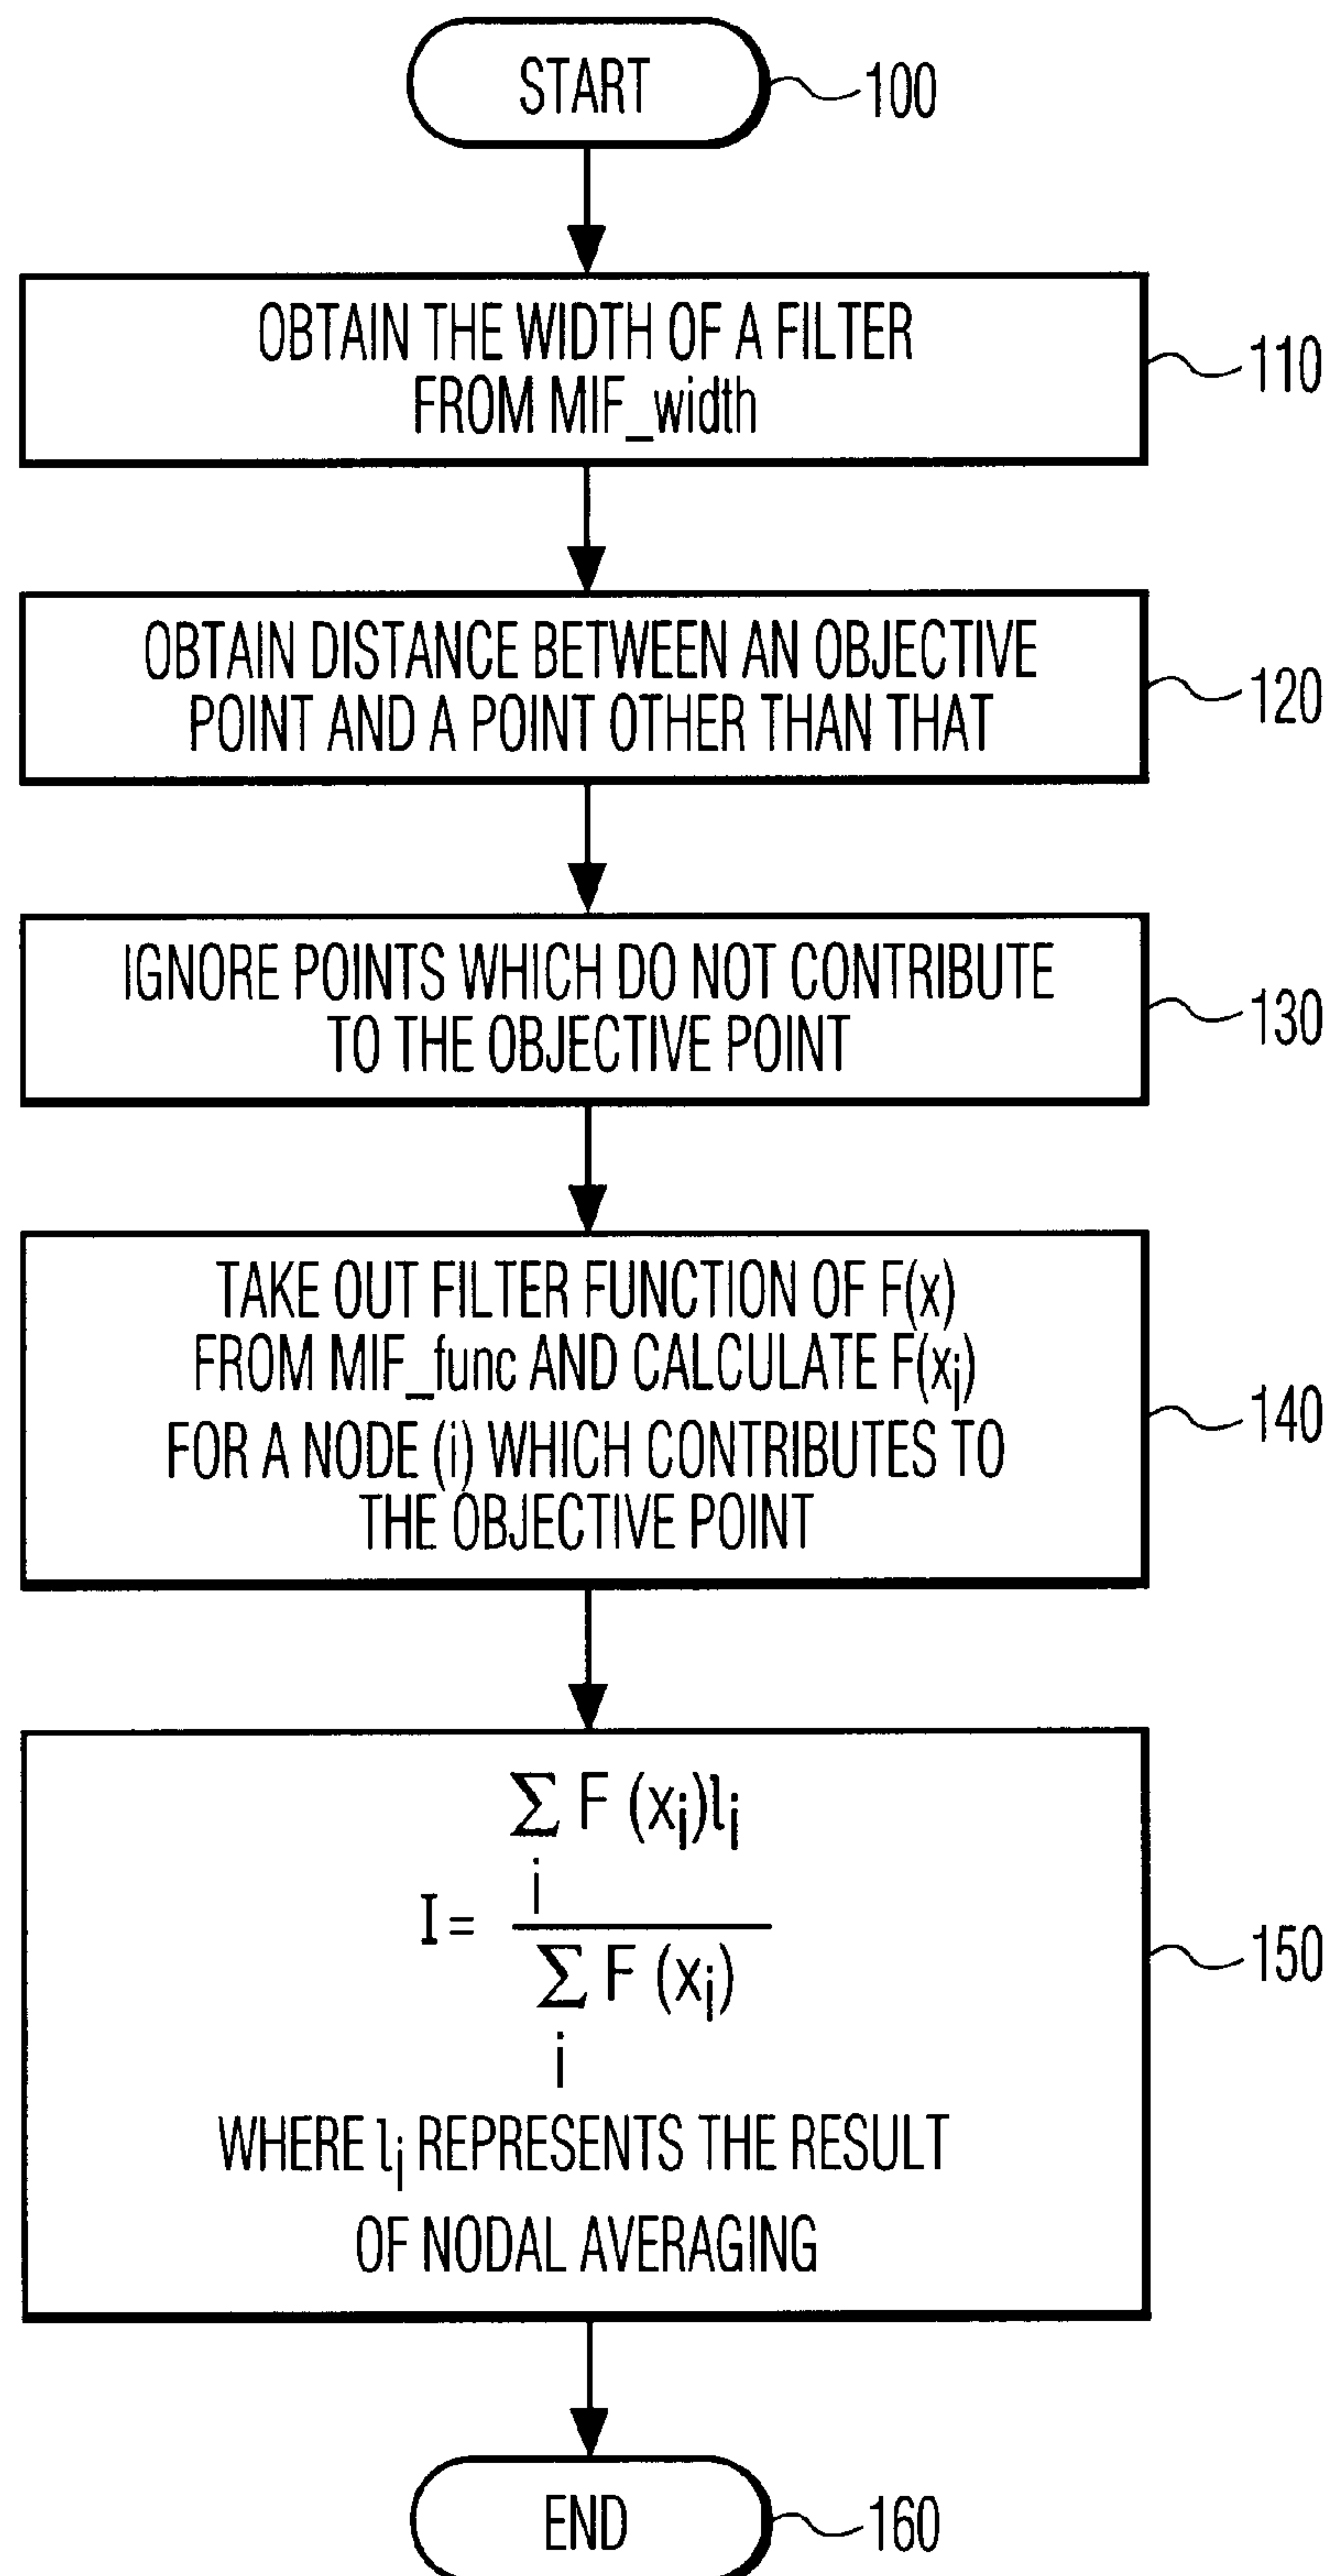 START
100
OBTAIN THE WIDTH OF A FILTER
FROM MIF_width
110
OBTAIN DISTANCE BETWEEN AN OBJECTIVE
POINT AND A POINT OTHER THAN THAT
120
IGNORE POINTS WHICH DO NOT CONTRIBUTE
TO THE OBJECTIVE POINT
130
TAKE OUT FILTER FUNCTION OF F(x)
FROM MIF_func AND CALCULATE F(xi)
FOR A NODE (i) WHICH CONTRIBUTES TO
THE OBJECTIVE POINT
140
Σ F (xi)li
i
I =
Σ F (xi)
i
150
WHERE li REPRESENTS THE RESULT
OF NODAL AVERAGING
END
160